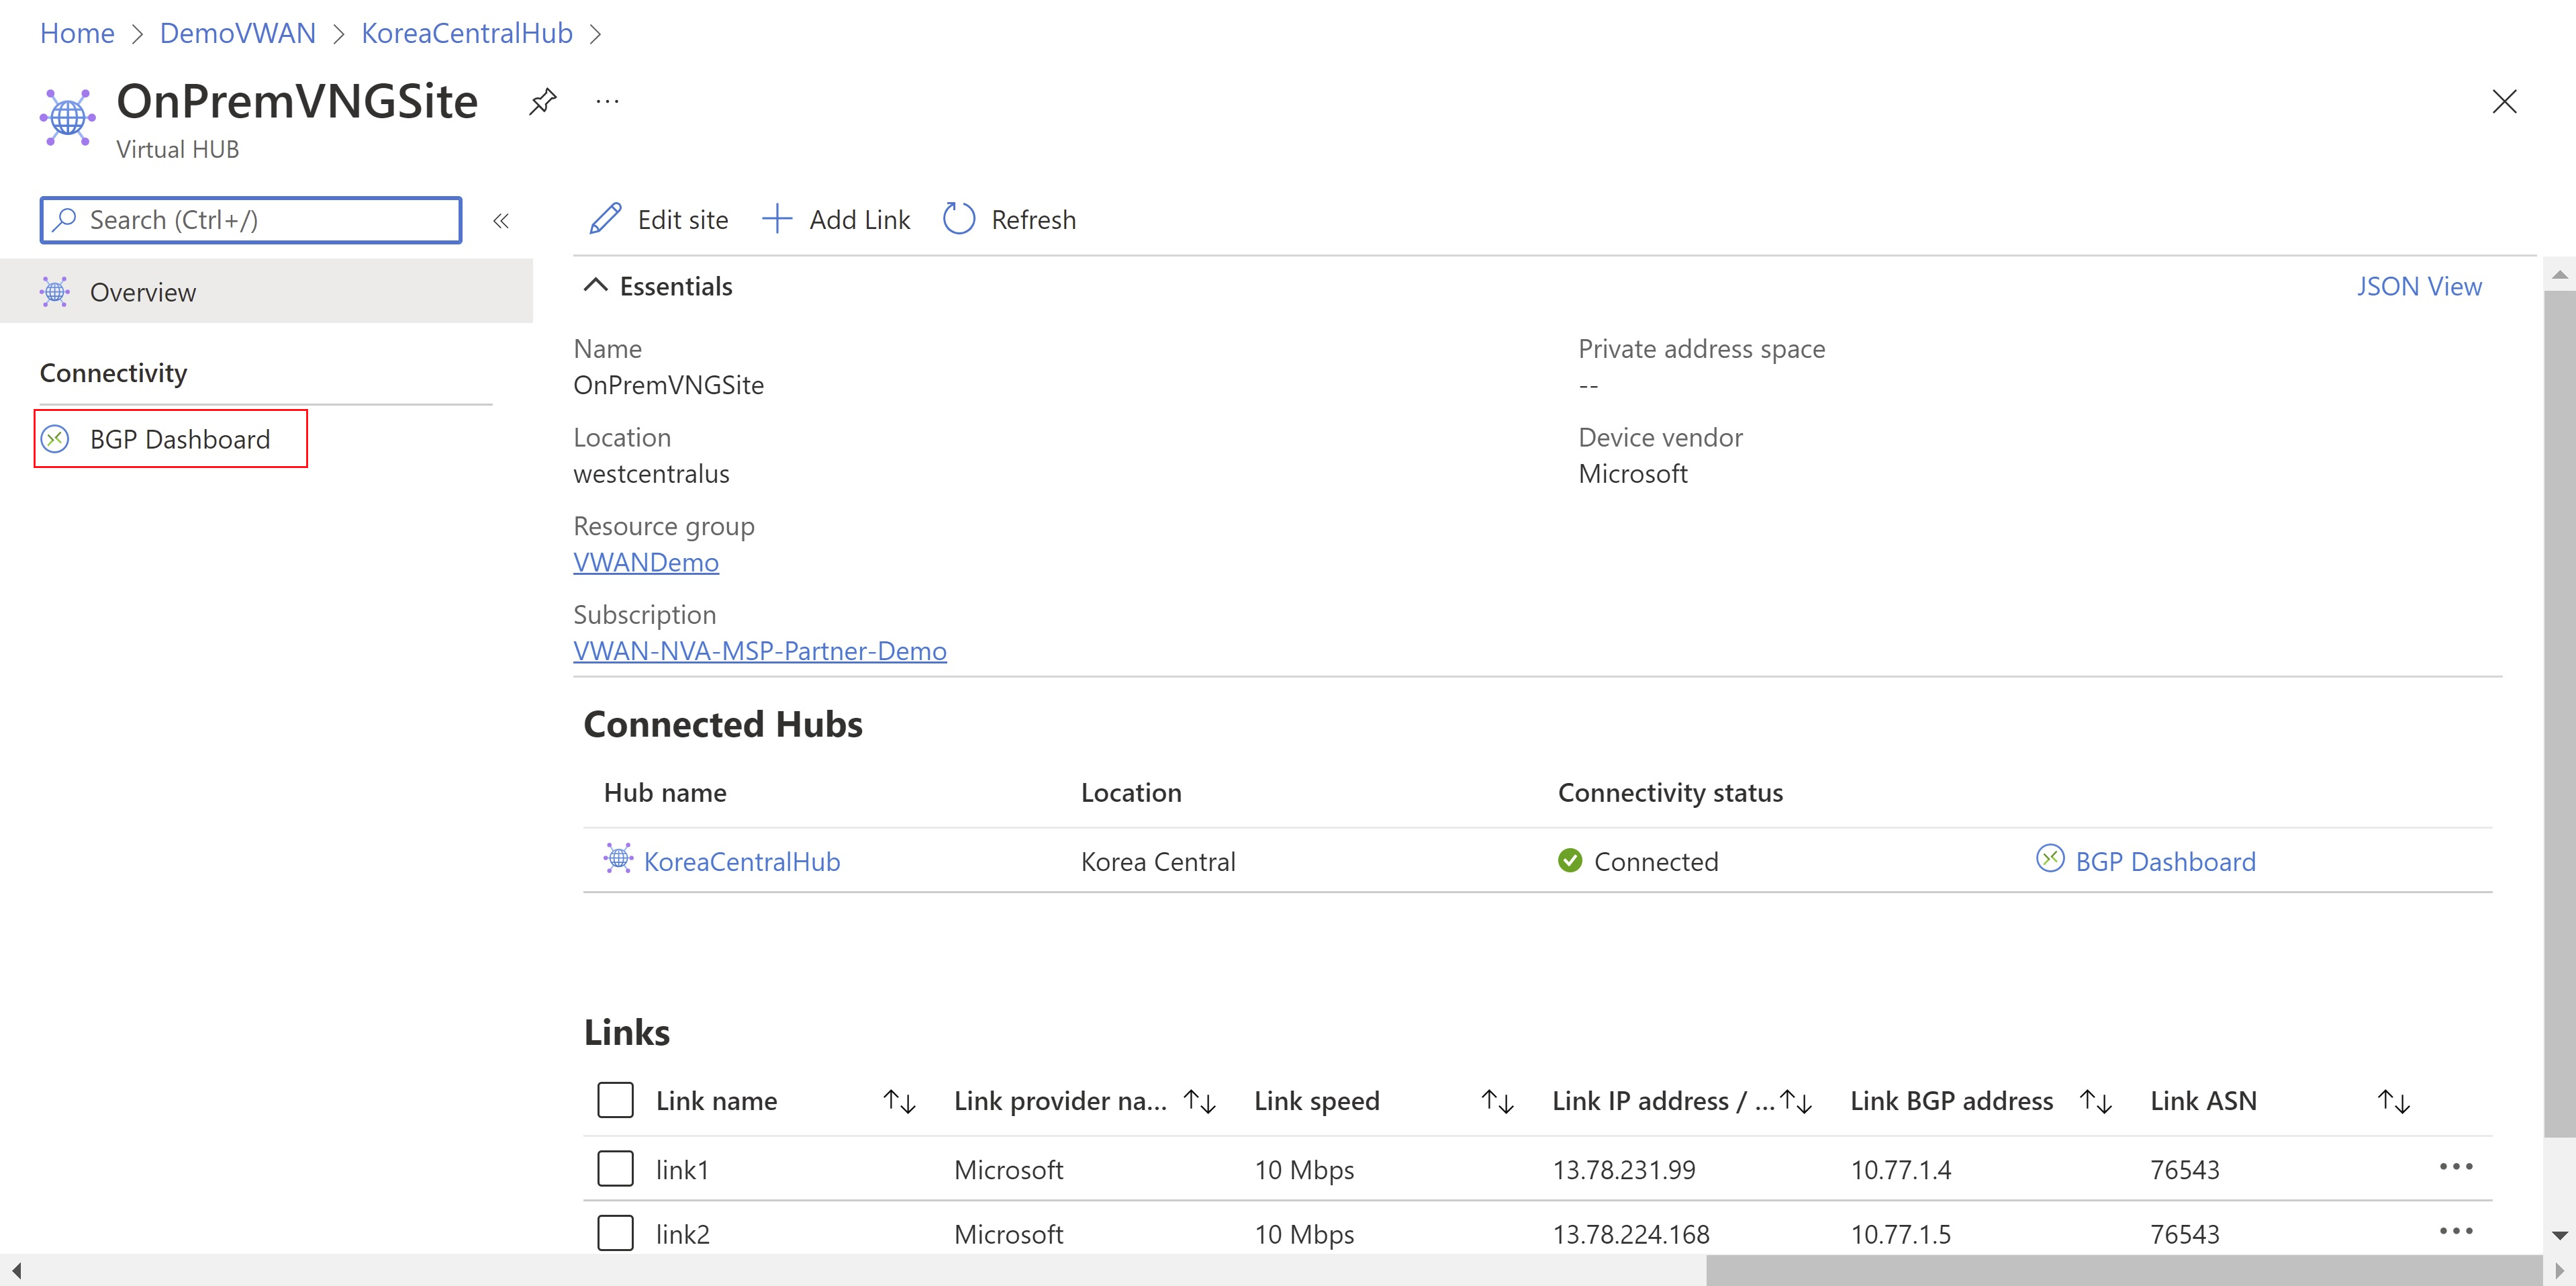 Home > DemoVWAN > KoreaCentralHub >
OnPremVNGSite ...
Virtual HUB
Search (Ctrl+/) «
Edit site Add Link Refresh
Overview
Connectivity
BGP Dashboard
Essentials JSON View
Name
OnPremVNGSite
Private address space
--
Location
westcentralus
Device vendor
Microsoft
Resource group
VWANDemo
Subscription
VWAN-NVA-MSP-Partner-Demo
Connected Hubs
Hub name Location Connectivity status
KoreaCentralHub Korea Central Connected BGP Dashboard
Links
Link name Link provider na... Link speed Link IP address / ... Link BGP address Link ASN
link1 Microsoft 10 Mbps 13.78.231.99 10.77.1.4 76543 •••
link2 Microsoft 10 Mbps 13.78.224.168 10.77.1.5 76543 •••